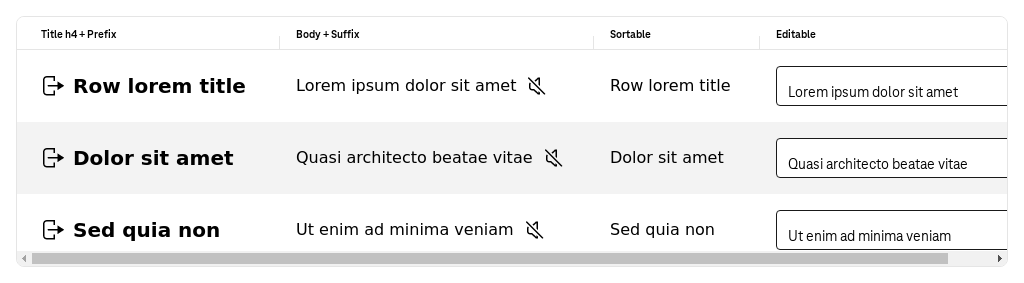 Title h4 + Prefix Body + Suffix Sortable Editable
Row lorem title Lorem ipsum dolor sit amet Row lorem title Lorem ipsum dolor sit amet
Dolor sit amet Quasi architecto beatae vitae Dolor sit amet Quasi architecto beatae vitae
Sed quia non Ut enim ad minima veniam Sed quia non Ut enim ad minima veniam